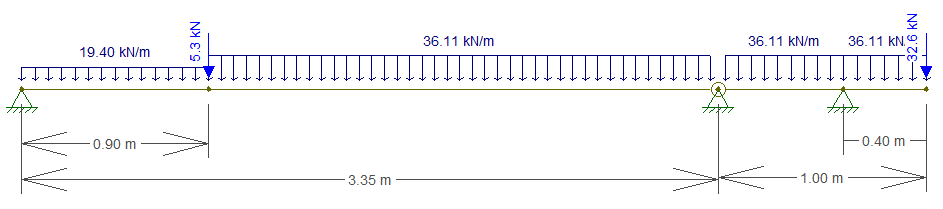 19.40 kN/m
5.3 kN
36.11 kN/m
36.11 kN/m
36.11 kN
32.6 kN
0.90 m
0.40 m
3.35 m
1.00 m